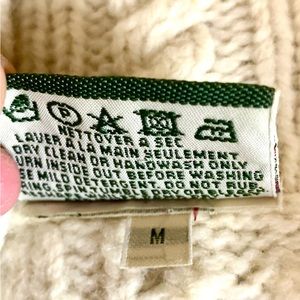 P
NETTOYER A SEC
LAVER A LA MAIN SEULEMENT
DRY CLEAN OR HANDWASH ONLY
TURN INSIDE OUT BEFORE WASHING
USE MILD DETERGENT. DO NOT RUB.
M